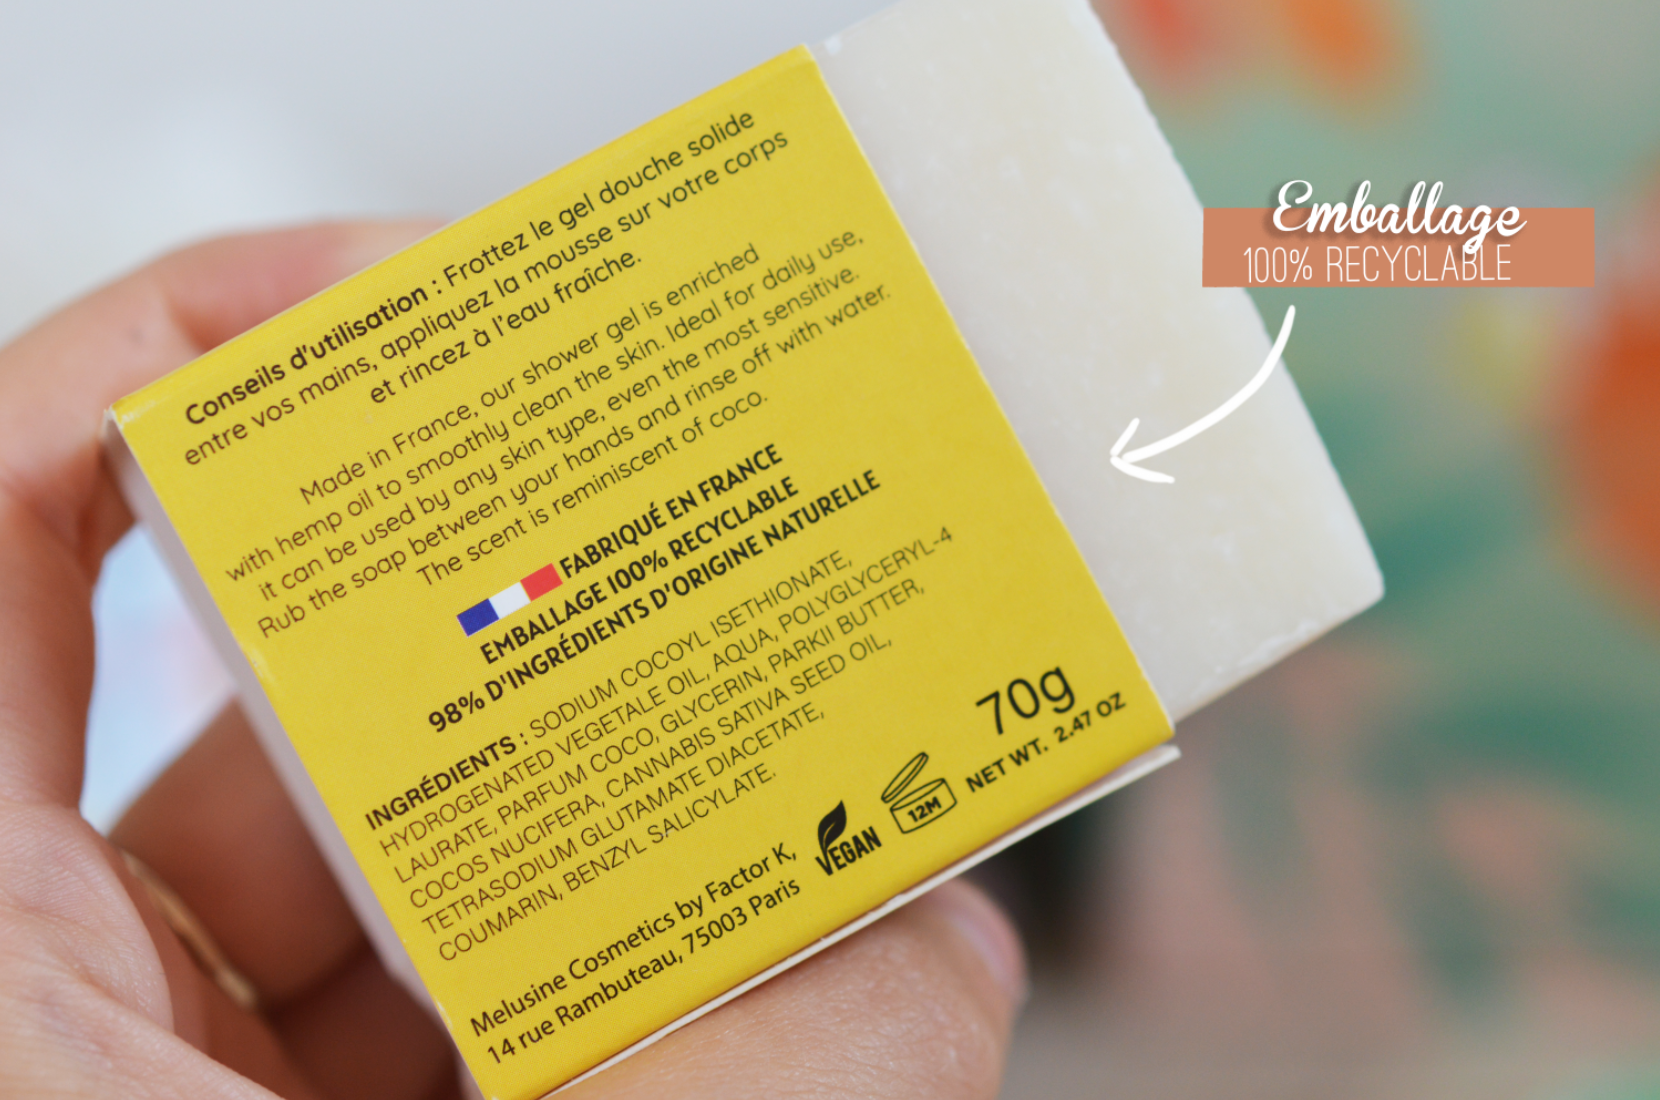 Conseils d'utilisation : Frottez le gel douche solide
entre vos mains, appliquez la mousse sur votre corps
et rincez à l'eau fraîche.
Made in France, our shower gel is enriched
with hemp oil to smoothly clean the skin. Ideal for daily use,
it can be used by any skin type, even the most sensitive.
Rub the soap between your hands and rinse off with water.
The scent is reminiscent of coco.
FABRIQUÉ EN FRANCE
EMBALLAGE 100% RECYCLABLE
98% D'INGRÉDIENTS D'ORIGINE NATURELLE
INGRÉDIENTS : SODIUM COCOYL ISETHIONATE,
HYDROGENATED VEGETALE OIL, AQUA, POLYGLYCERYL-4
LAURATE, PARFUM COCO, GLYCERIN, PARKII BUTTER,
COCOS NUCIFERA, CANNABIS SATIVA SEED OIL,
TETRASODIUM GLUTAMATE DIACETATE,
COUMARIN, BENZYL SALICYLATE.
Melusine Cosmetics by Factor K,
14 rue Rambuteau, 75003 Paris
VEGAN
12M
70g
NET WT. 2.47 OZ
Emballage
100% RECYCLABLE